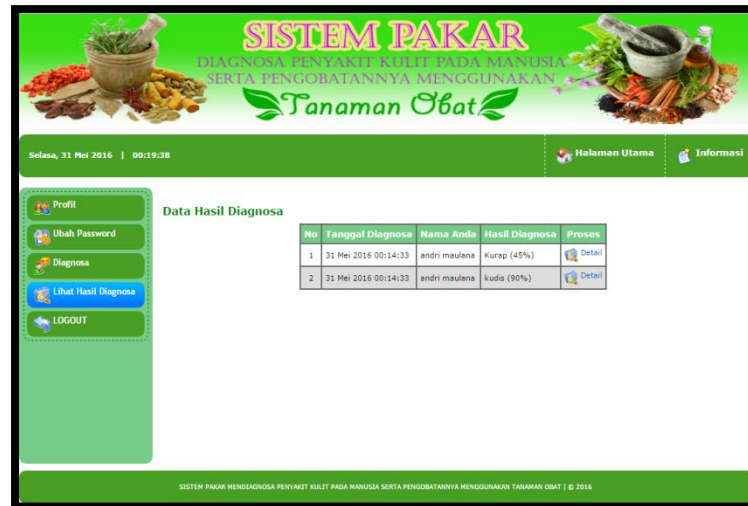 SISTEM PAKAR
DIAGNOSA PENYAKIT KULIT PADA MANUSIA
SERTA PENGOBATANNYA MENGGUNAKAN
Tanaman Obat
Selasa, 31 Mei 2016 | 00:19:38
Halaman Utama
Informasi
Profil
Ubah Password
Diagnosa
Lihat Hasil Diagnosa
LOGOUT
Data Hasil Diagnosa
No Tanggal Diagnosa Nama Anda Hasil Diagnosa Proses
1 31 Mei 2016 00:14:33 andri maulana Kurap (45%) Detail
2 31 Mei 2016 00:14:33 andri maulana kudis (90%) Detail
SISTEM PAKAR MENDIAGNOSA PENYAKIT KULIT PADA MANUSIA SERTA PENGOBATANNYA MENGGUNAKAN TANAMAN OBAT | © 2016